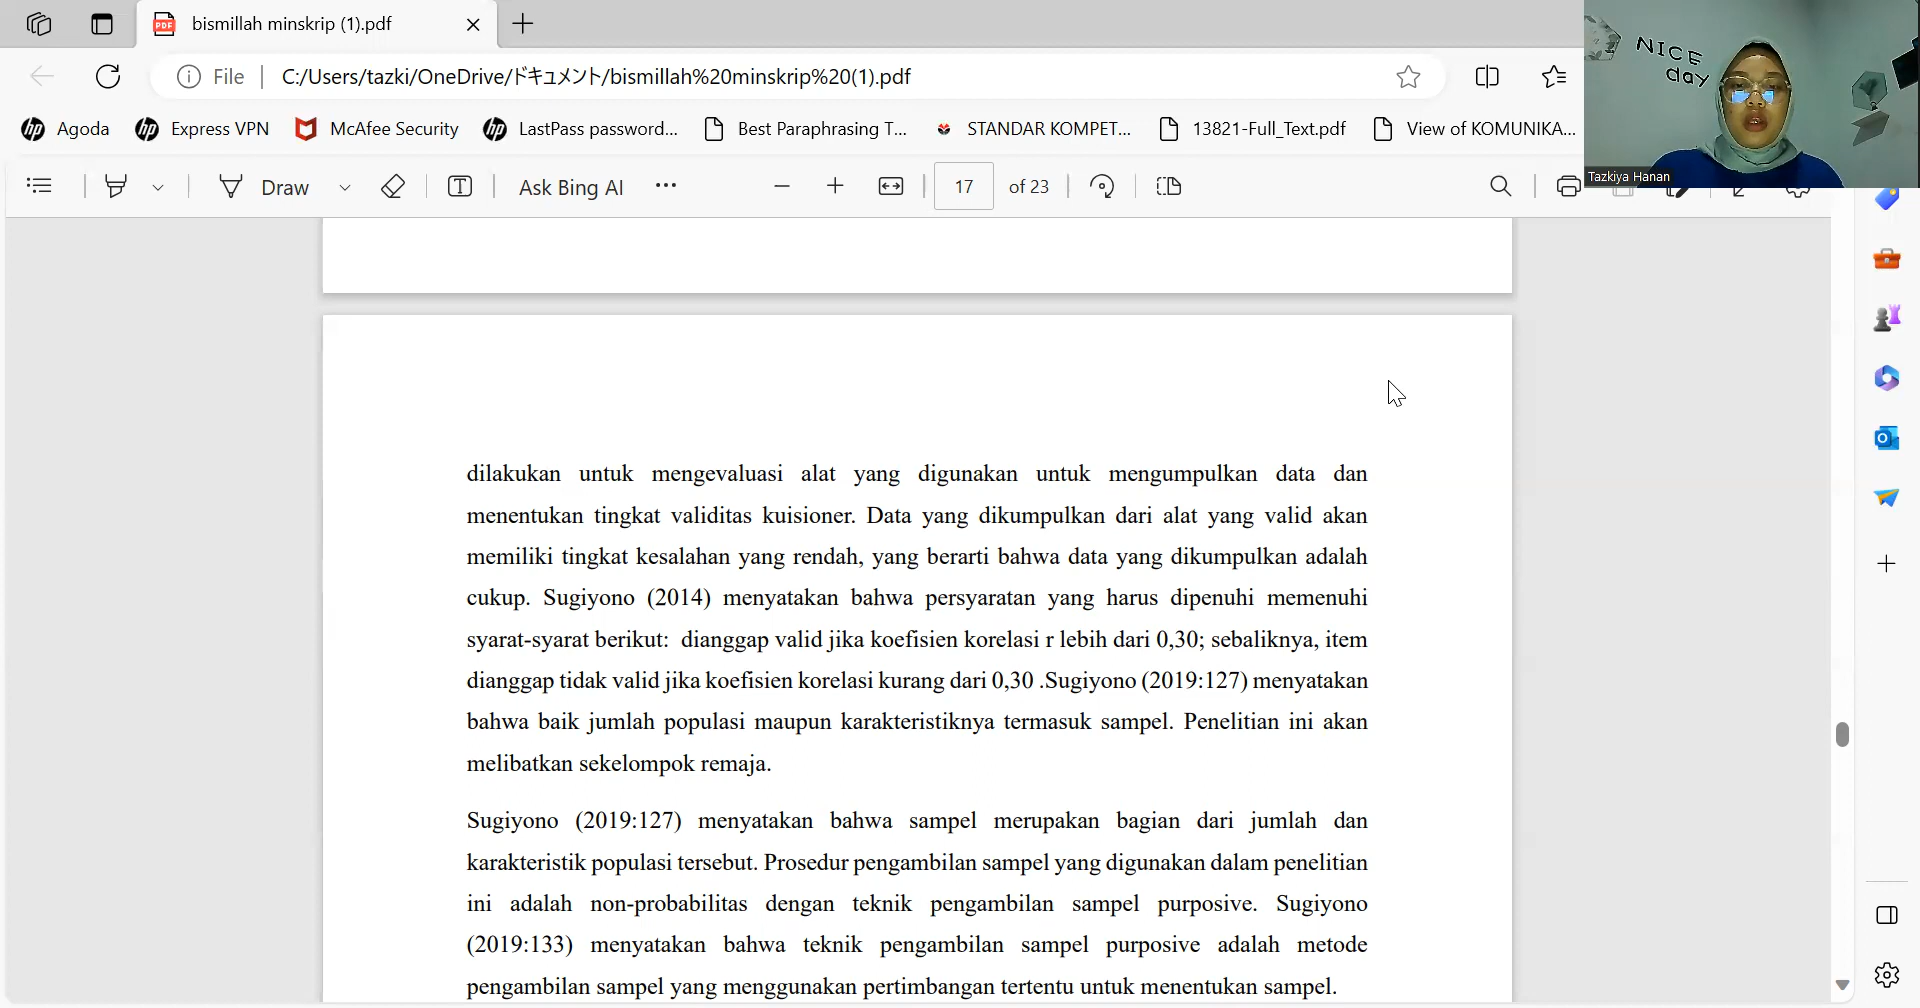 bismillah minskrip (1).pdf
File
C:/Users/tazki/OneDrive/ドキュメント/bismillah%20minskrip%20(1).pdf
NICE
day
Agoda
Express VPN
McAfee Security
LastPass password...
Best Paraphrasing T...
STANDAR KOMPET...
13821-Full_Text.pdf
View of KOMUNIKA...
Tazkiya Hanan
Draw
Ask Bing AI
17
of 23
dilakukan untuk mengevaluasi alat yang digunakan untuk mengumpulkan data dan
menentukan tingkat validitas kuisioner. Data yang dikumpulkan dari alat yang valid akan
memiliki tingkat kesalahan yang rendah, yang berarti bahwa data yang dikumpulkan adalah
cukup. Sugiyono (2014) menyatakan bahwa persyaratan yang harus dipenuhi memenuhi
syarat-syarat berikut: dianggap valid jika koefisien korelasi r lebih dari 0,30; sebaliknya, item
dianggap tidak valid jika koefisien korelasi kurang dari 0,30 .Sugiyono (2019:127) menyatakan
bahwa baik jumlah populasi maupun karakteristiknya termasuk sampel. Penelitian ini akan
melibatkan sekelompok remaja.
Sugiyono (2019:127) menyatakan bahwa sampel merupakan bagian dari jumlah dan
karakteristik populasi tersebut. Prosedur pengambilan sampel yang digunakan dalam penelitian
ini adalah non-probabilitas dengan teknik pengambilan sampel purposive. Sugiyono
(2019:133) menyatakan bahwa teknik pengambilan sampel purposive adalah metode
pengambilan sampel yang menggunakan pertimbangan tertentu untuk menentukan sampel.